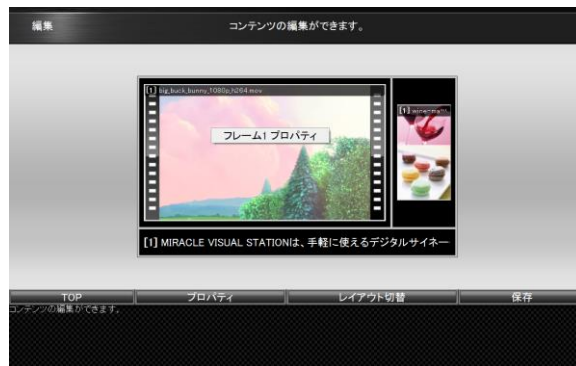 編集
コンテンツの編集ができます。
[1] big_buck_bunny_1080p_h264.mov
[1]
フレーム1 プロパティ
[1] MIRACLE VISUAL STATIONは、手軽に使えるデジタルサイネー
TOP プロパティ レイアウト切替 保存
コンテンツの編集ができます。